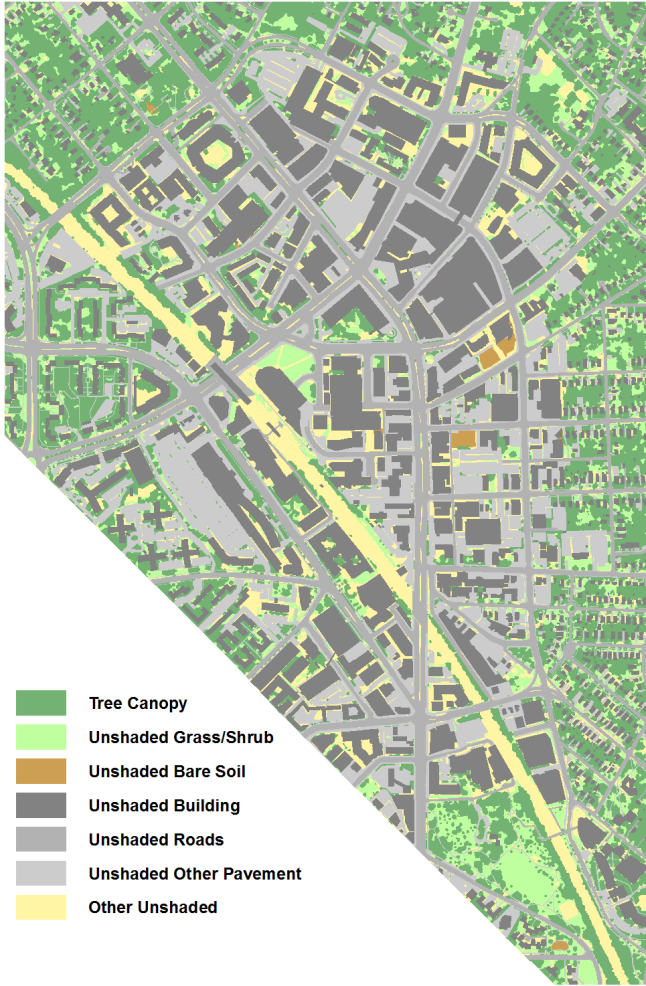 Tree Canopy
Unshaded Grass/Shrub
Unshaded Bare Soil
Unshaded Building
Unshaded Roads
Unshaded Other Pavement
Other Unshaded